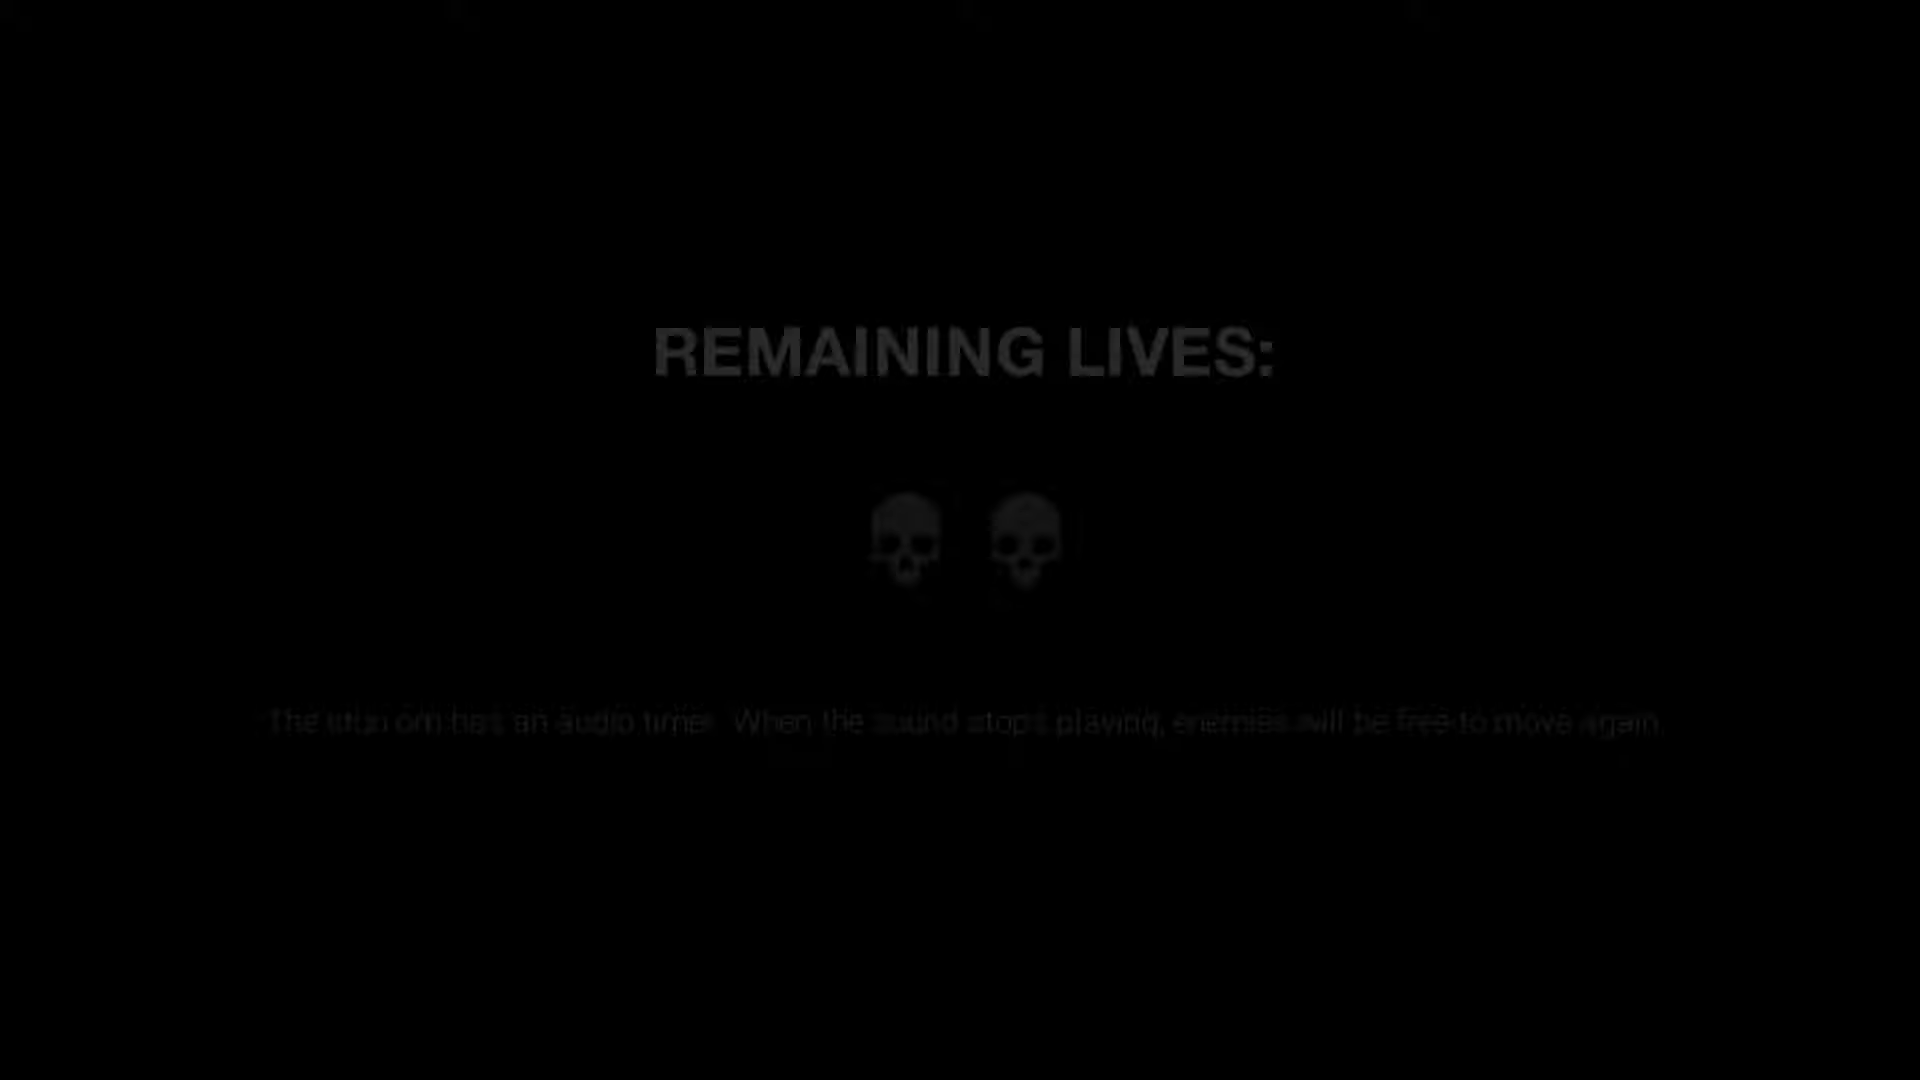 REMAINING LIVES:
The stun orb has an audio timer. When the sound stops playing, enemies will be free to move again.